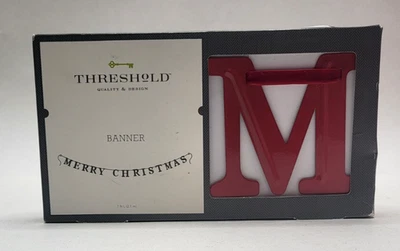 THRESHOLD
QUALITY & DESIGN
BANNER
MERRY CHRISTMAS
M